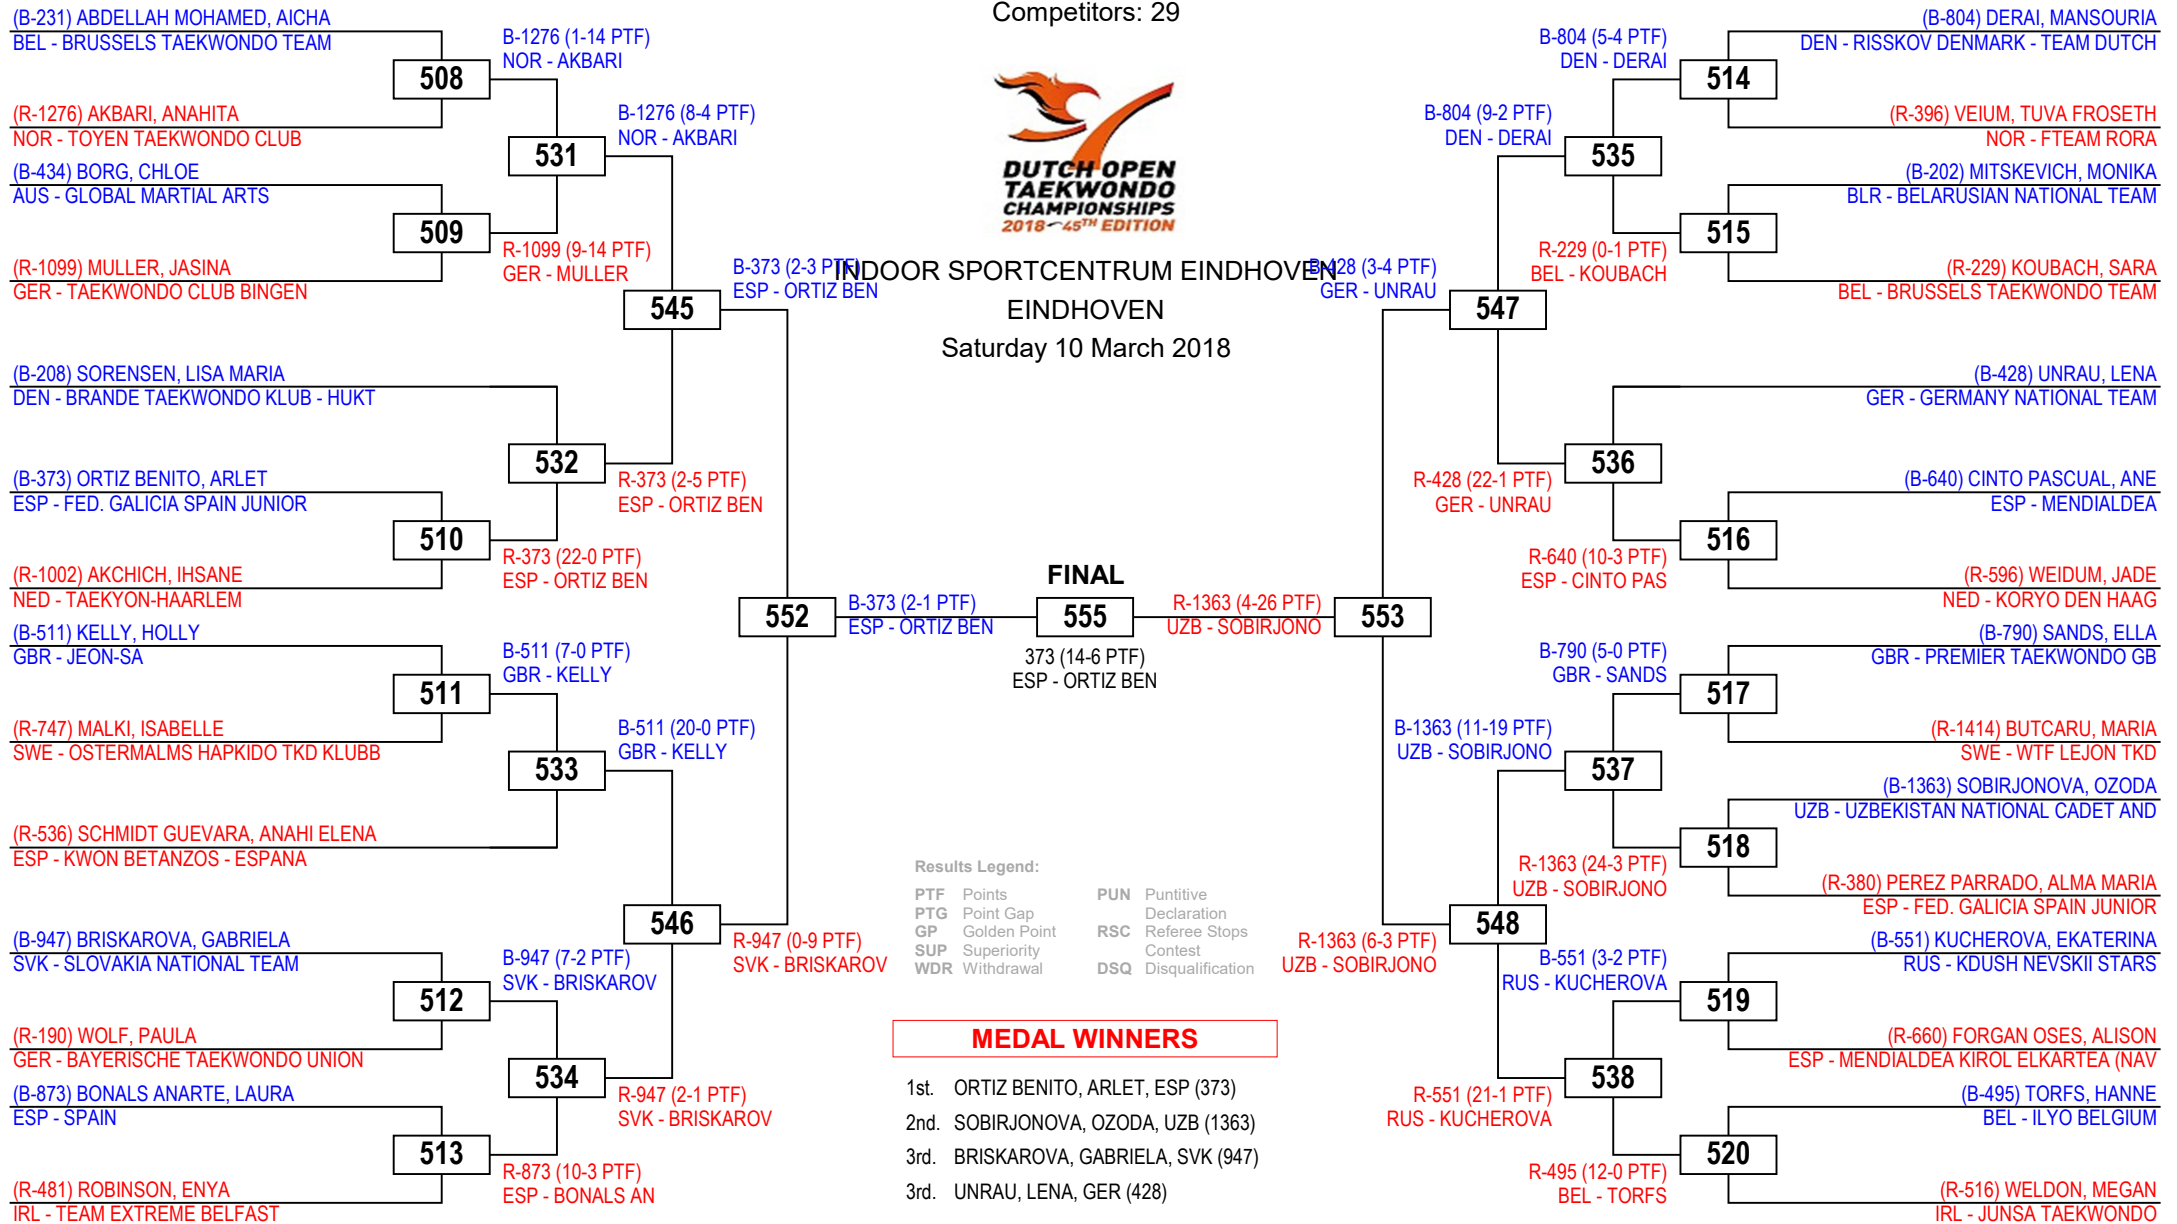 Competitors: 29
DUTCH OPEN
TAEKWONDO
CHAMPIONSHIPS
2018 45TH EDITION
INDOOR SPORTCENTRUM EINDHOVEN
EINDHOVEN
Saturday 10 March 2018
(B-231) ABDELLAH MOHAMED, AICHA
BEL - BRUSSELS TAEKWONDO TEAM
508
(R-1276) AKBARI, ANAHITA
NOR - TOYEN TAEKWONDO CLUB
(B-434) BORG, CHLOE
AUS - GLOBAL MARTIAL ARTS
509
(R-1099) MULLER, JASINA
GER - TAEKWONDO CLUB BINGEN
(B-208) SORENSEN, LISA MARIA
DEN - BRANDE TAEKWONDO KLUB - HUKT
(B-373) ORTIZ BENITO, ARLET
ESP - FED. GALICIA SPAIN JUNIOR
510
(R-1002) AKCHICH, IHSANE
NED - TAEKYON-HAARLEM
(B-511) KELLY, HOLLY
GBR - JEON-SA
511
(R-747) MALKI, ISABELLE
SWE - OSTERMALMS HAPKIDO TKD KLUBB
(R-536) SCHMIDT GUEVARA, ANAHI ELENA
ESP - KWON BETANZOS - ESPANA
(B-947) BRISKAROVA, GABRIELA
SVK - SLOVAKIA NATIONAL TEAM
512
(R-190) WOLF, PAULA
GER - BAYERISCHE TAEKWONDO UNION
(B-873) BONALS ANARTE, LAURA
ESP - SPAIN
513
(R-481) ROBINSON, ENYA
IRL - TEAM EXTREME BELFAST
B-1276 (1-14 PTF)
NOR - AKBARI
531
R-1099 (9-14 PTF)
GER - MULLER
532
R-373 (22-0 PTF)
ESP - ORTIZ BEN
B-511 (7-0 PTF)
GBR - KELLY
533
B-947 (7-2 PTF)
SVK - BRISKAROV
534
R-873 (10-3 PTF)
ESP - BONALS AN
B-1276 (8-4 PTF)
NOR - AKBARI
545
R-373 (2-5 PTF)
ESP - ORTIZ BEN
B-511 (20-0 PTF)
GBR - KELLY
546
R-947 (2-1 PTF)
SVK - BRISKAROV
B-373 (2-3 PTF)
ESP - ORTIZ BEN
552
R-947 (0-9 PTF)
SVK - BRISKAROV
B-373 (2-1 PTF)
ESP - ORTIZ BEN
FINAL
555
373 (14-6 PTF)
ESP - ORTIZ BEN
R-1363 (4-26 PTF)
UZB - SOBIRJONO
553
B-428 (3-4 PTF)
GER - UNRAU
R-1363 (6-3 PTF)
UZB - SOBIRJONO
B-804 (9-2 PTF)
DEN - DERAI
547
R-428 (22-1 PTF)
GER - UNRAU
B-1363 (11-19 PTF)
UZB - SOBIRJONO
548
R-551 (21-1 PTF)
RUS - KUCHEROVA
B-804 (5-4 PTF)
DEN - DERAI
535
R-229 (0-1 PTF)
BEL - KOUBACH
536
R-640 (10-3 PTF)
ESP - CINTO PAS
B-790 (5-0 PTF)
GBR - SANDS
537
R-1363 (24-3 PTF)
UZB - SOBIRJONO
B-551 (3-2 PTF)
RUS - KUCHEROVA
538
R-495 (12-0 PTF)
BEL - TORFS
(B-804) DERAI, MANSOURIA
DEN - RISSKOV DENMARK - TEAM DUTCH
514
(R-396) VEIUM, TUVA FROSETH
NOR - FTEAM RORA
(B-202) MITSKEVICH, MONIKA
BLR - BELARUSIAN NATIONAL TEAM
515
(R-229) KOUBACH, SARA
BEL - BRUSSELS TAEKWONDO TEAM
(B-428) UNRAU, LENA
GER - GERMANY NATIONAL TEAM
(B-640) CINTO PASCUAL, ANE
ESP - MENDIALDEA
516
(R-596) WEIDUM, JADE
NED - KORYO DEN HAAG
(B-790) SANDS, ELLA
GBR - PREMIER TAEKWONDO GB
517
(R-1414) BUTCARU, MARIA
SWE - WTF LEJON TKD
(B-1363) SOBIRJONOVA, OZODA
UZB - UZBEKISTAN NATIONAL CADET AND
518
(R-380) PEREZ PARRADO, ALMA MARIA
ESP - FED. GALICIA SPAIN JUNIOR
(B-551) KUCHEROVA, EKATERINA
RUS - KDUSH NEVSKII STARS
519
(R-660) FORGAN OSES, ALISON
ESP - MENDIALDEA KIROL ELKARTEA (NAV
(B-495) TORFS, HANNE
BEL - ILYO BELGIUM
520
(R-516) WELDON, MEGAN
IRL - JUNSA TAEKWONDO
Results Legend:
PTF Points
PTG Point Gap
GP Golden Point
SUP Superiority
WDR Withdrawal
PUN Puntitive
Declaration
RSC Referee Stops
Contest
DSQ Disqualification
MEDAL WINNERS
1st. ORTIZ BENITO, ARLET, ESP (373)
2nd. SOBIRJONOVA, OZODA, UZB (1363)
3rd. BRISKAROVA, GABRIELA, SVK (947)
3rd. UNRAU, LENA, GER (428)